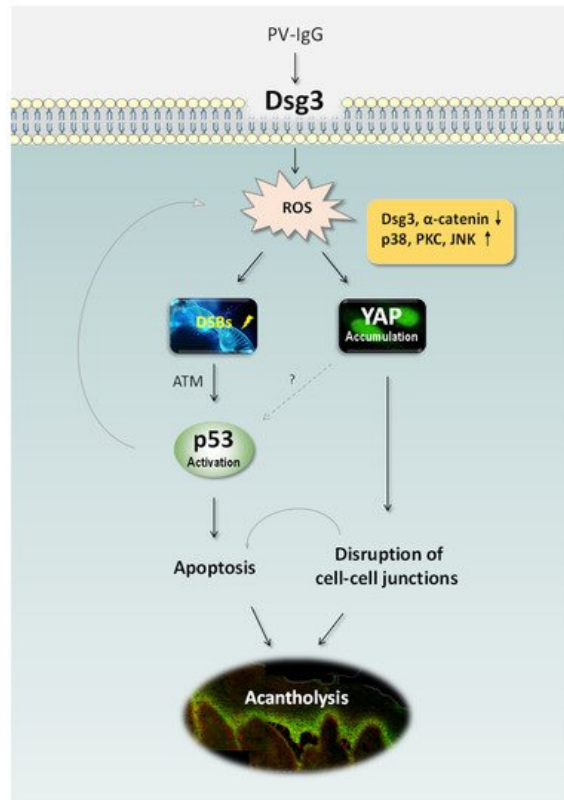 PV-IgG
Dsg3
ROS
Dsg3, α-catenin ↓
p38, PKC, JNK ↑
DSBs
YAP
Accumulation
ATM
?
p53
Activation
Apoptosis
Disruption of
cell-cell junctions
Acantholysis